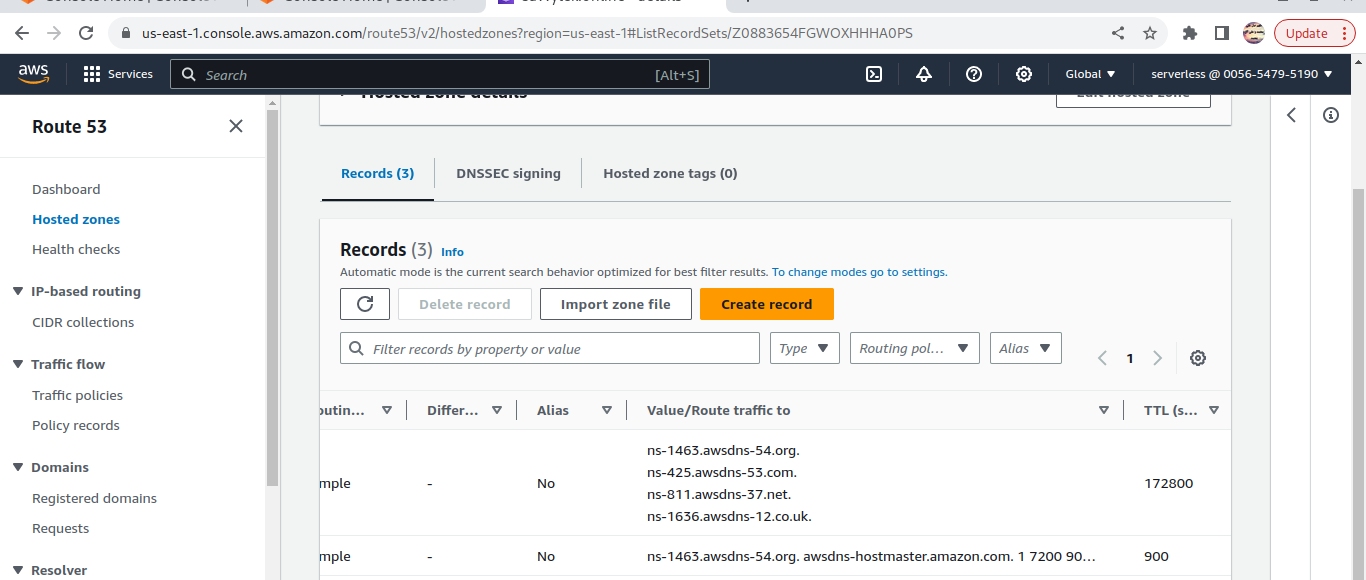 us-east-1.console.aws.amazon.com/route53/v2/hostedzones?region=us-east-1#ListRecordSets/Z0883654FGWOXHHHA0PS
Update
aws
Services
Search
[Alt+S]
Global
serverless @ 0056-5479-5190
Hosted zone details
Edit hosted zone
Route 53
Dashboard
Hosted zones
Health checks
IP-based routing
CIDR collections
Traffic flow
Traffic policies
Policy records
Domains
Registered domains
Requests
Resolver
Records (3)
DNSSEC signing
Hosted zone tags (0)
Records (3) Info
Automatic mode is the current search behavior optimized for best filter results. To change modes go to settings.
Delete record
Import zone file
Create record
Filter records by property or value
Type
Routing pol...
Alias
1
outin...
Differ...
Alias
Value/Route traffic to
TTL (s...
mple
-
No
ns-1463.awsdns-54.org.
ns-425.awsdns-53.com.
ns-811.awsdns-37.net.
ns-1636.awsdns-12.co.uk.
172800
mple
-
No
ns-1463.awsdns-54.org. awsdns-hostmaster.amazon.com. 1 7200 90...
900